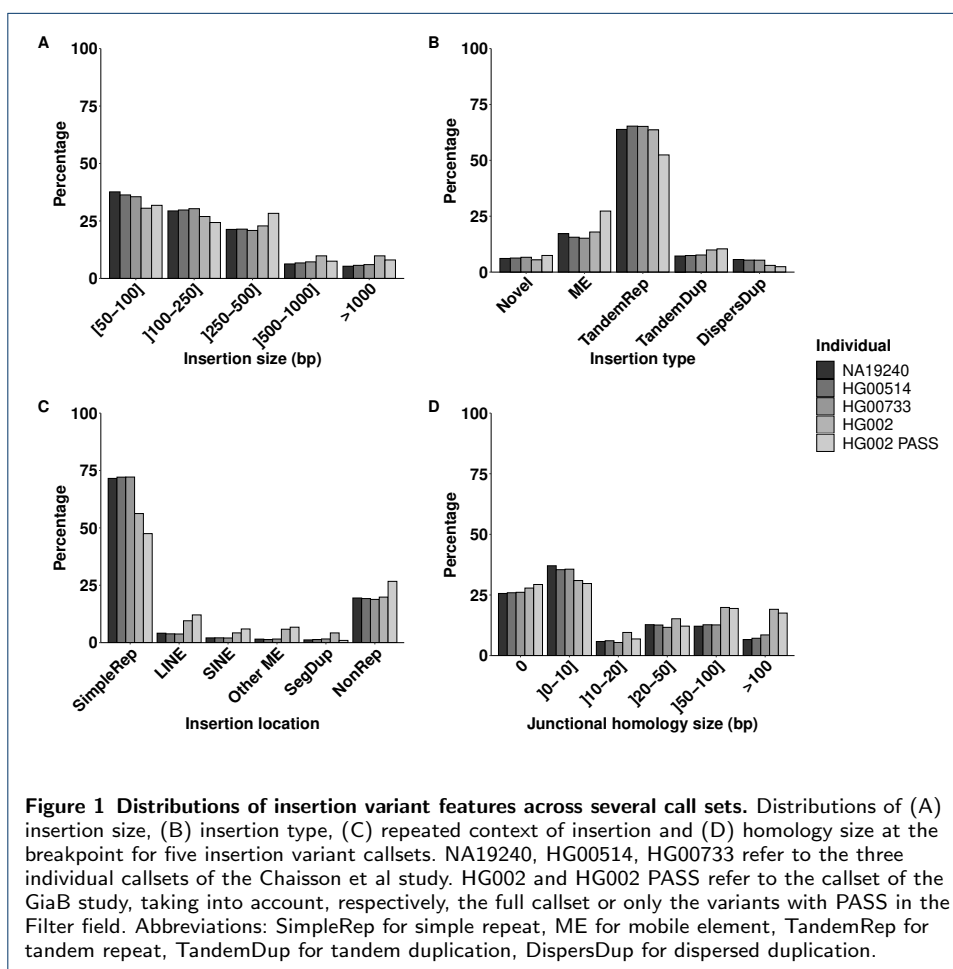 A
100
75
50
25
0
Percentage
]50−100]
]100−250]
]250−500]
]500−1000]
>1000
Insertion size (bp)
B
100
75
50
25
0
Percentage
Novel
ME
TandemRep
TandemDup
DispersDup
Insertion type
Individual
NA19240
HG00514
HG00733
HG002
HG002 PASS
C
100
75
50
25
0
Percentage
SimpleRep
LINE
SINE
Other ME
SegDup
NonRep
Insertion location
D
100
75
50
25
0
Percentage
0
]0−10]
]10−20]
]20−50]
]50−100]
>100
Junctional homology size (bp)
Figure 1 Distributions of insertion variant features across several call sets. Distributions of (A)
insertion size, (B) insertion type, (C) repeated context of insertion and (D) homology size at the
breakpoint for five insertion variant callsets. NA19240, HG00514, HG00733 refer to the three
individual callsets of the Chaisson et al study. HG002 and HG002 PASS refer to the callset of the
GiaB study, taking into account, respectively, the full callset or only the variants with PASS in the
Filter field. Abbreviations: SimpleRep for simple repeat, ME for mobile element, TandemRep for
tandem repeat, TandemDup for tandem duplication, DispersDup for dispersed duplication.